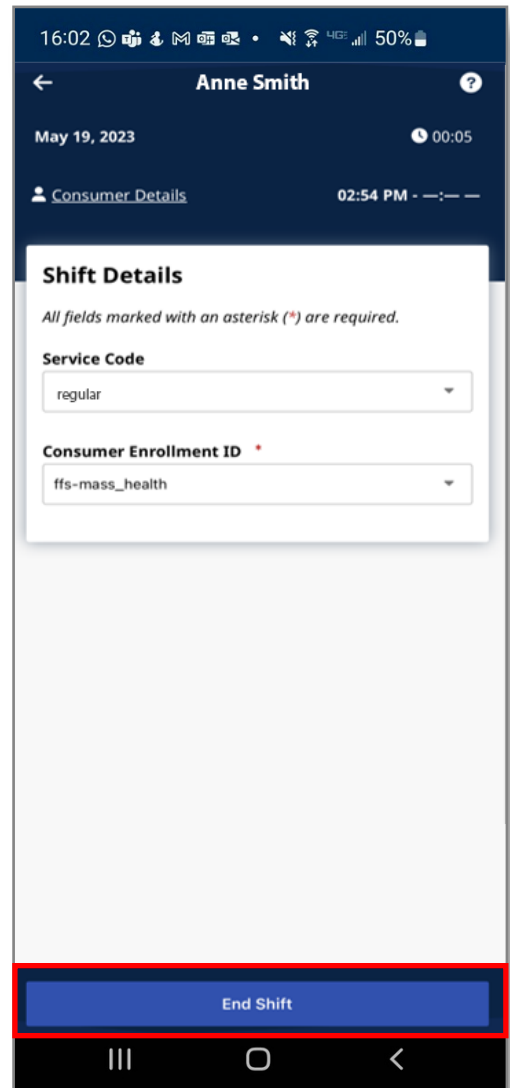 16:02 4GE 50%
Anne Smith
May 19, 2023 00:05
Consumer Details 02:54 PM - —:— —
Shift Details
All fields marked with an asterisk (*) are required.
Service Code
regular
Consumer Enrollment ID *
ffs-mass_health
End Shift